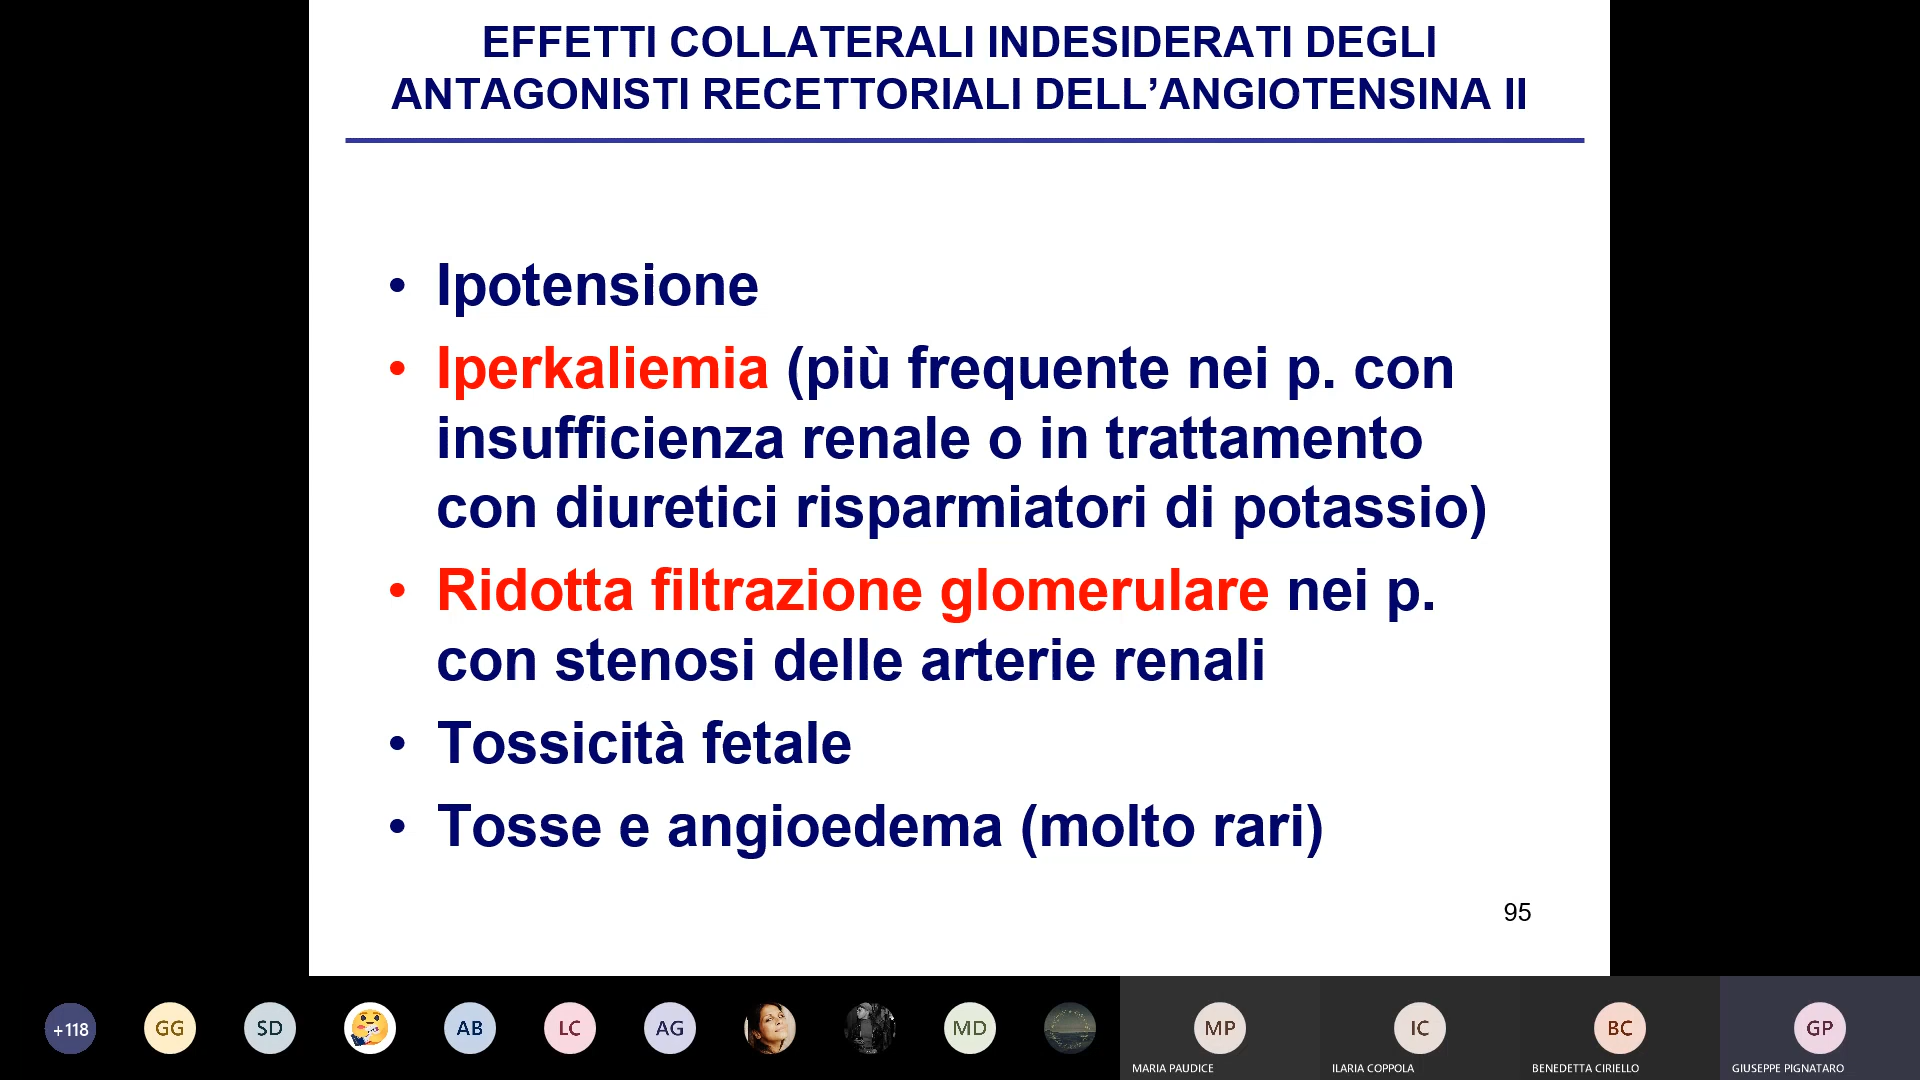 EFFETTI COLLATERALI INDESIDERATI DEGLI
ANTAGONISTI RECETTORIALI DELL’ANGIOTENSINA II
• Ipotensione
• Iperkaliemia (più frequente nei p. con
insufficienza renale o in trattamento
con diuretici risparmiatori di potassio)
• Ridotta filtrazione glomerulare nei p.
con stenosi delle arterie renali
• Tossicità fetale
• Tosse e angioedema (molto rari)
95
+118 GG SD AB LC AG MD MP IC BC GP
MARIA PAUDICE ILARIA COPPOLA BENEDETTA CIRIELLO GIUSEPPE PIGNATARO